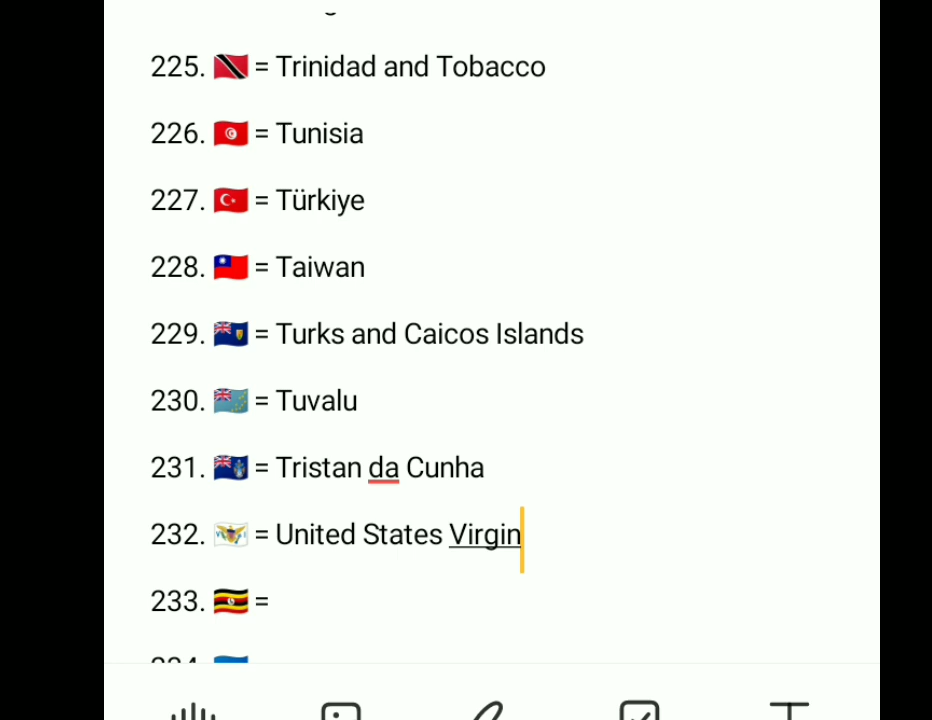 225. 🇹🇹 = Trinidad and Tobacco
226. 🇹🇳 = Tunisia
227. 🇹🇷 = Türkiye
228. 🇹🇼 = Taiwan
229. 🇹🇨 = Turks and Caicos Islands
230. 🇹🇻 = Tuvalu
231. 🇹🇦 = Tristan da Cunha
232. 🇻🇮 = United States Virgin
233. 🇺🇬 =